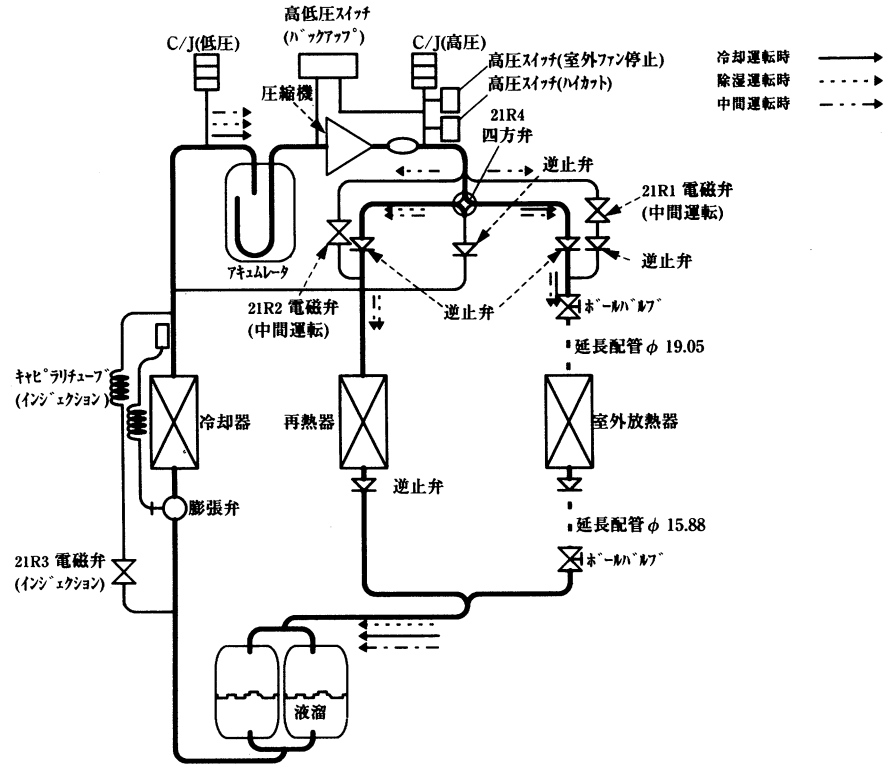 高低圧スイッチ
(バックアップ)
C/J(低圧)
C/J(高圧)
高圧スイッチ(室外ファン停止)
高圧スイッチ(ハイカット)
圧縮機
冷却運転時
除湿運転時
中間運転時
21R4
四方弁
逆止弁
21R1 電磁弁
(中間運転)
逆止弁
アキュムレータ
21R2 電磁弁
(中間運転)
逆止弁
ボールバルブ
延長配管φ 19.05
キャピラリチューブ
(インジェクション)
冷却器
再熱器
室外放熱器
逆止弁
膨張弁
延長配管φ 15.88
21R3 電磁弁
(インジェクション)
ボールバルブ
液溜